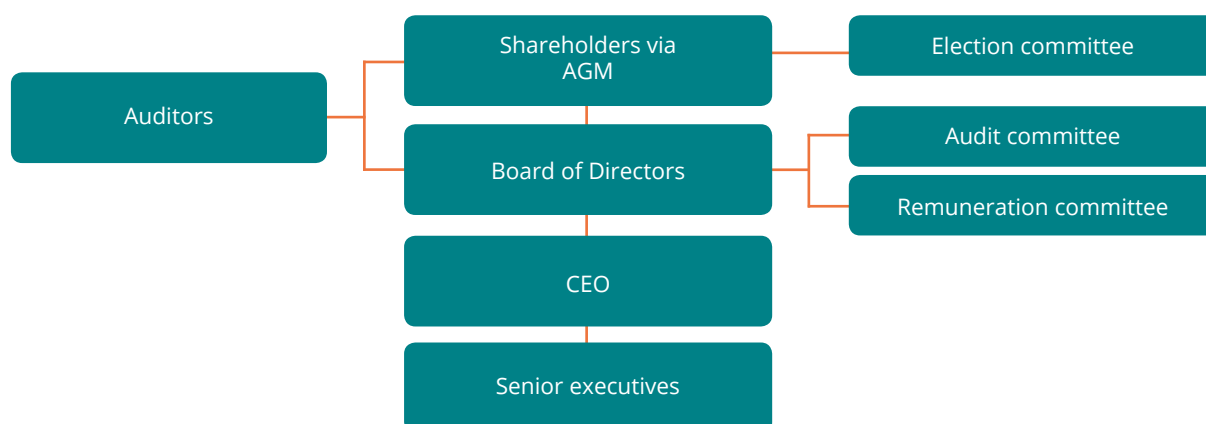 Shareholders via
AGM
Election committee
Auditors
Audit committee
Board of Directors
Remuneration committee
CEO
Senior executives